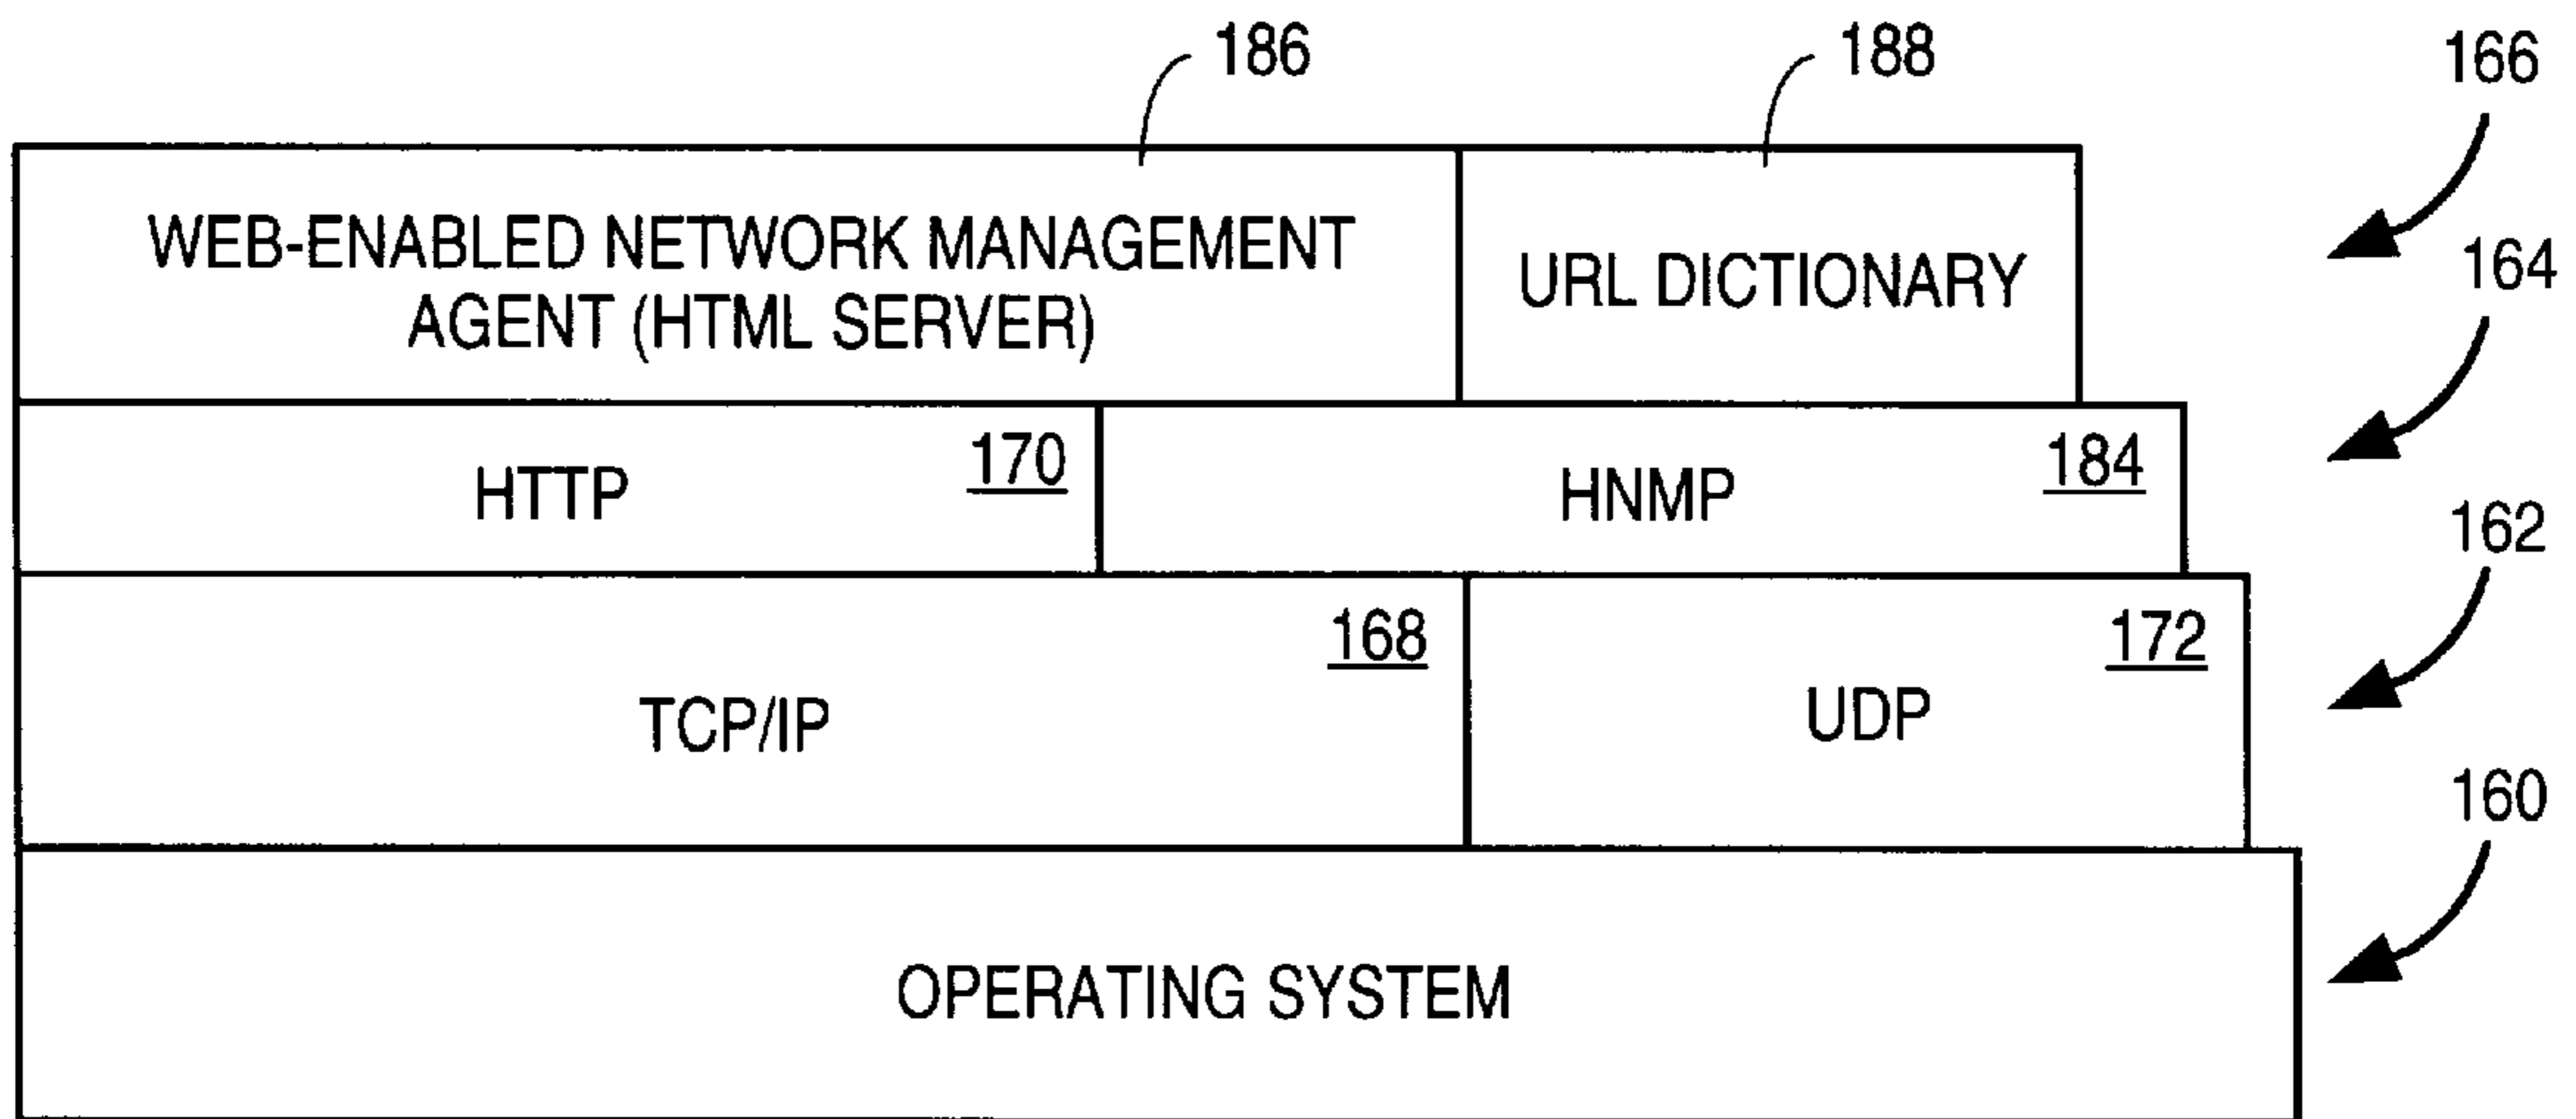 186
188
166
WEB-ENABLED NETWORK MANAGEMENT
AGENT (HTML SERVER)
URL DICTIONARY
164
HTTP
170
HNMP
184
162
TCP/IP
168
UDP
172
160
OPERATING SYSTEM